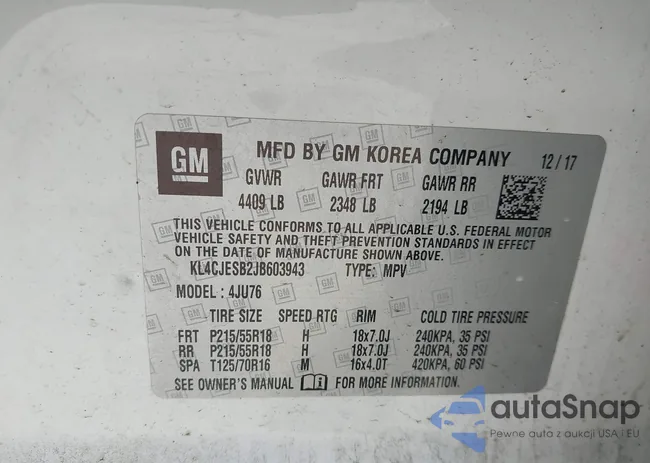 GM
MFD BY GM KOREA COMPANY 12/17
GVWR GAWR FRT GAWR RR
4409 LB 2348 LB 2194 LB
THIS VEHICLE CONFORMS TO ALL APPLICABLE U.S. FEDERAL MOTOR
VEHICLE SAFETY AND THEFT PREVENTION STANDARDS IN EFFECT
ON THE DATE OF MANUFACTURE SHOWN ABOVE.
KL4CJESB2JB603943 TYPE: MPV
MODEL : 4JU76
TIRE SIZE SPEED RTG RIM COLD TIRE PRESSURE
FRT P215/55R18 H 18x7.0J 240KPA, 35 PSI
RR P215/55R18 H 18x7.0J 240KPA, 35 PSI
SPA T125/70R16 M 16x4.0T 420KPA, 60 PSI
SEE OWNER'S MANUAL FOR MORE INFORMATION.
autaSnap
Pewne auta z aukcji USA i EU